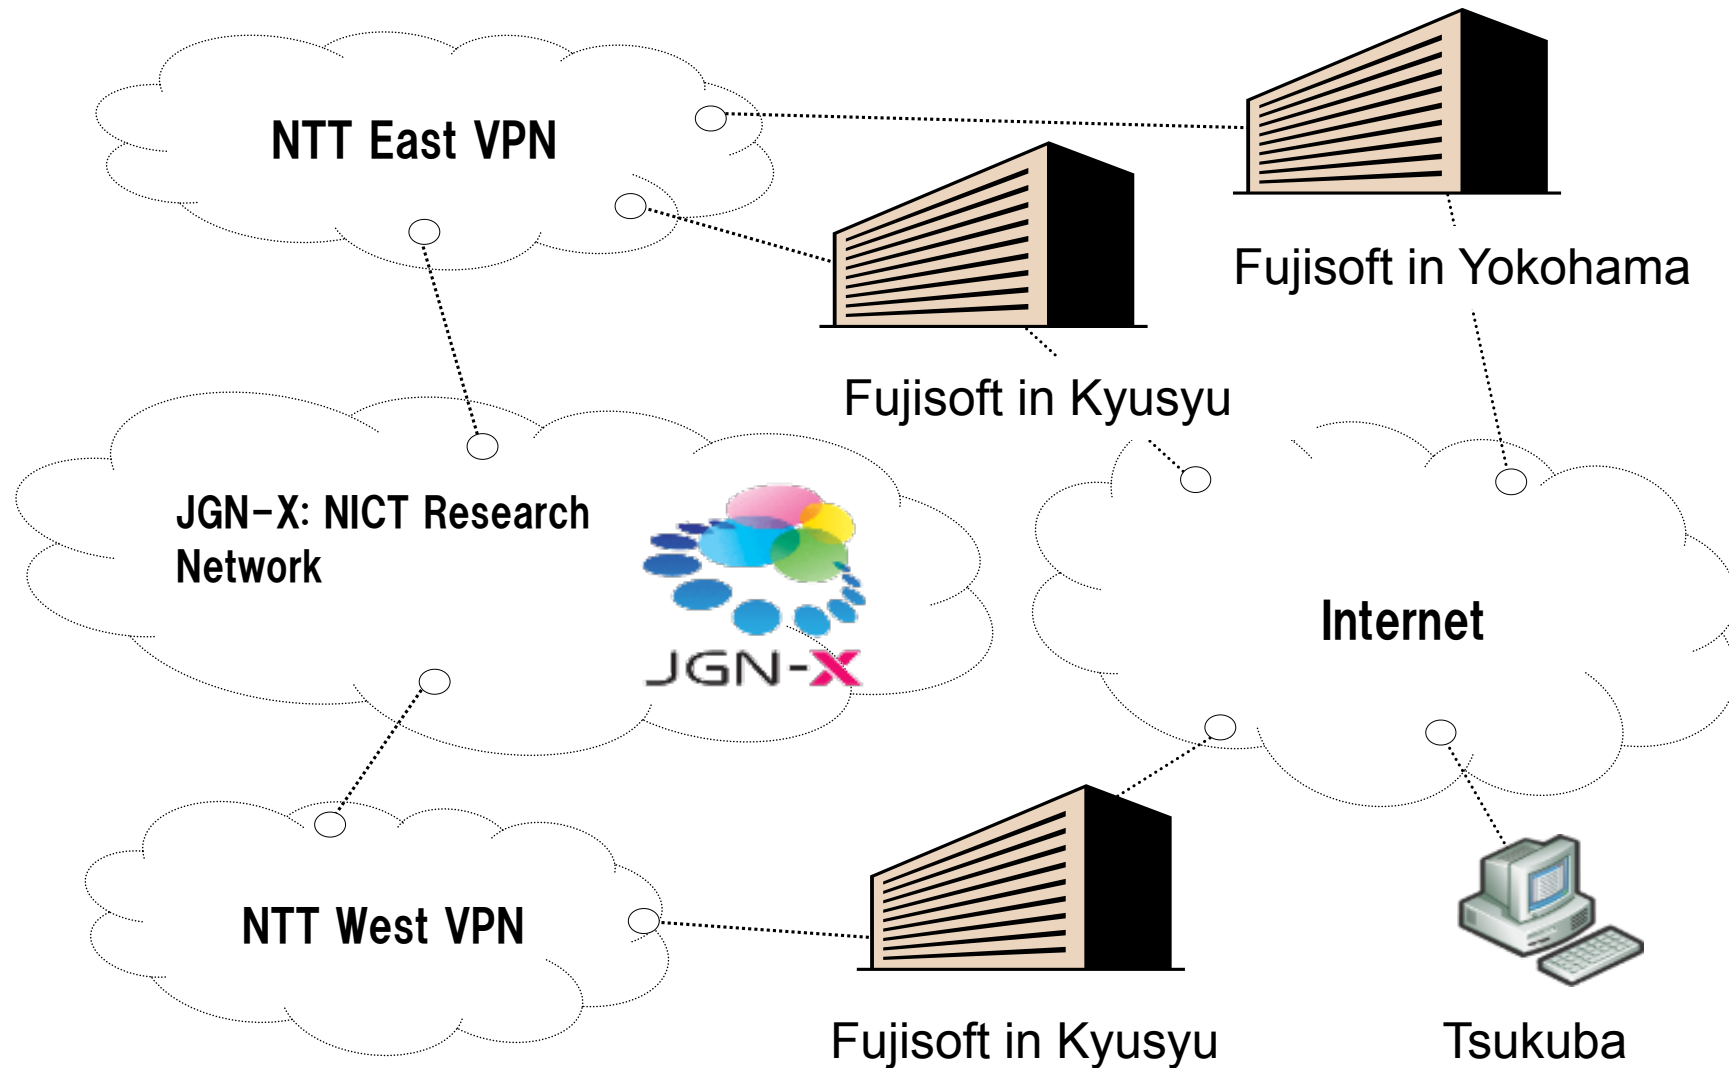 NTT East VPN
Fujisoft in Yokohama
Fujisoft in Kyusyu
JGN-X: NICT Research
Network
JGN-X
Internet
NTT West VPN
Fujisoft in Kyusyu
Tsukuba